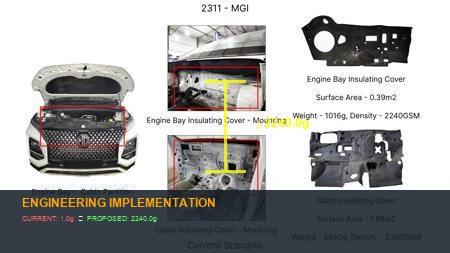 2311 - MGI
Engine Bay Insulating Cover
Surface Area - 0.39m2
Engine Bay Insulating Cover - Mounting
Weight - 1016g, Density - 2240GSM
2240.0g
Engine Bay - Cabin Partition
Cabin Insulating Cover
ENGINEERING IMPLEMENTATION
CURRENT: 1.0g PROPOSED: 2240.0g
Surface Area - 1.98m2
Cabin Insulating Cover - Mounting
Weight - 5650g, Density - 5300GSM
Current Scenario